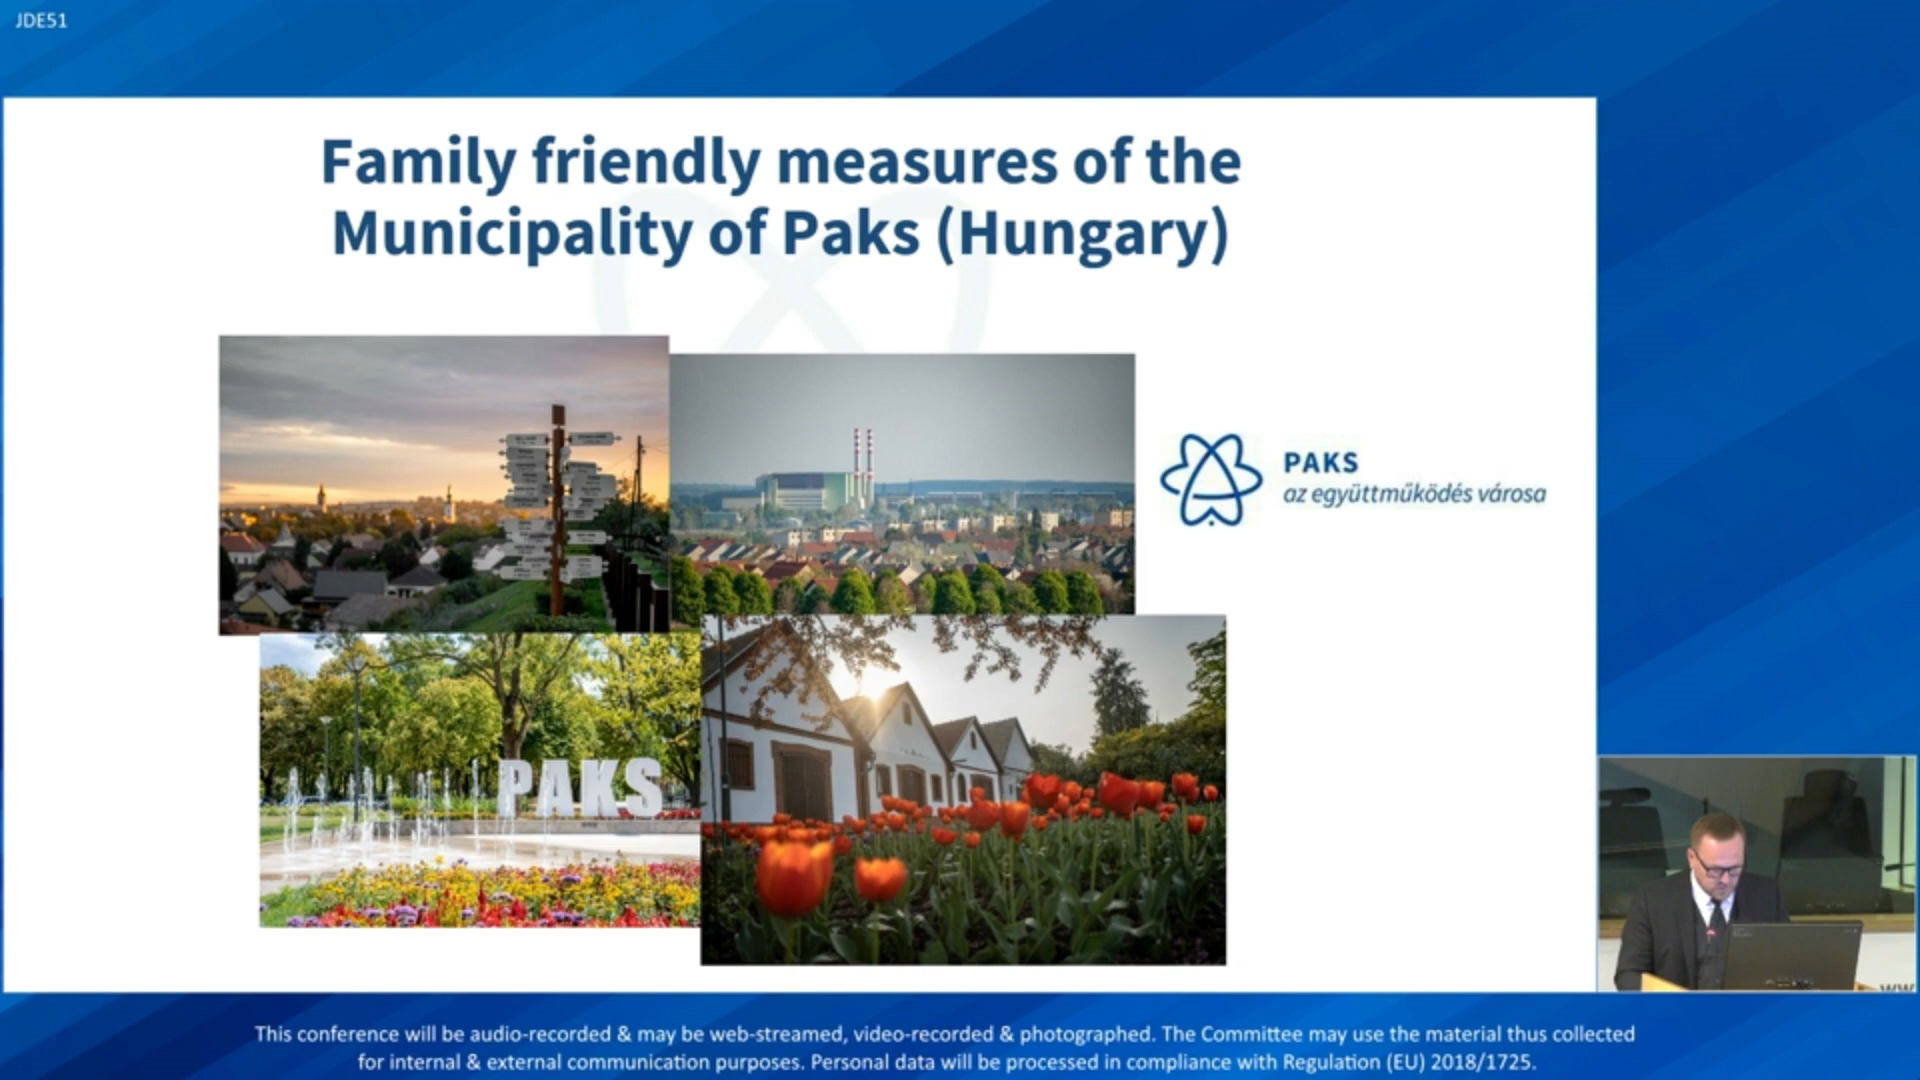 JDE51
Family friendly measures of the
Municipality of Paks (Hungary)
PAKS
az együttműködés városa
PAKS
This conference will be audio-recorded & may be web-streamed, video-recorded & photographed. The Committee may use the material thus collected
for internal & external communication purposes. Personal data will be processed in compliance with Regulation (EU) 2018/1725.